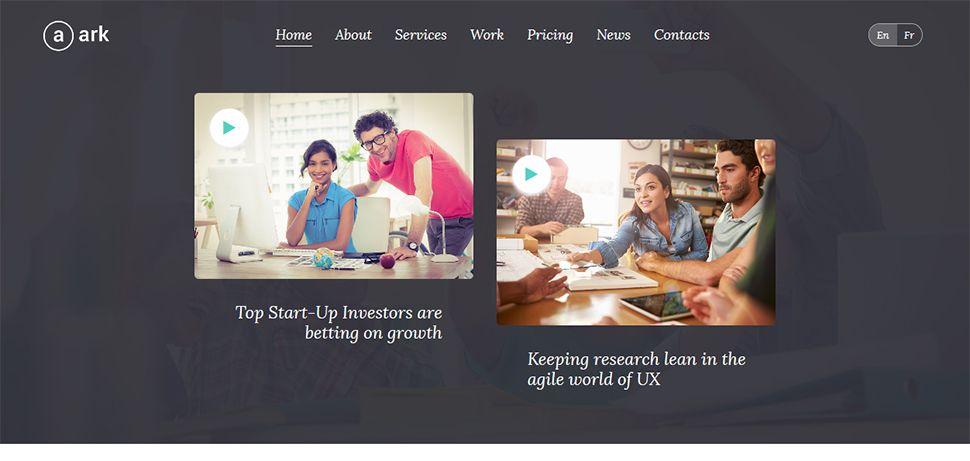 a ark
Home About Services Work Pricing News Contacts
En Fr
Top Start-Up Investors are
betting on growth
Keeping research lean in the
agile world of UX